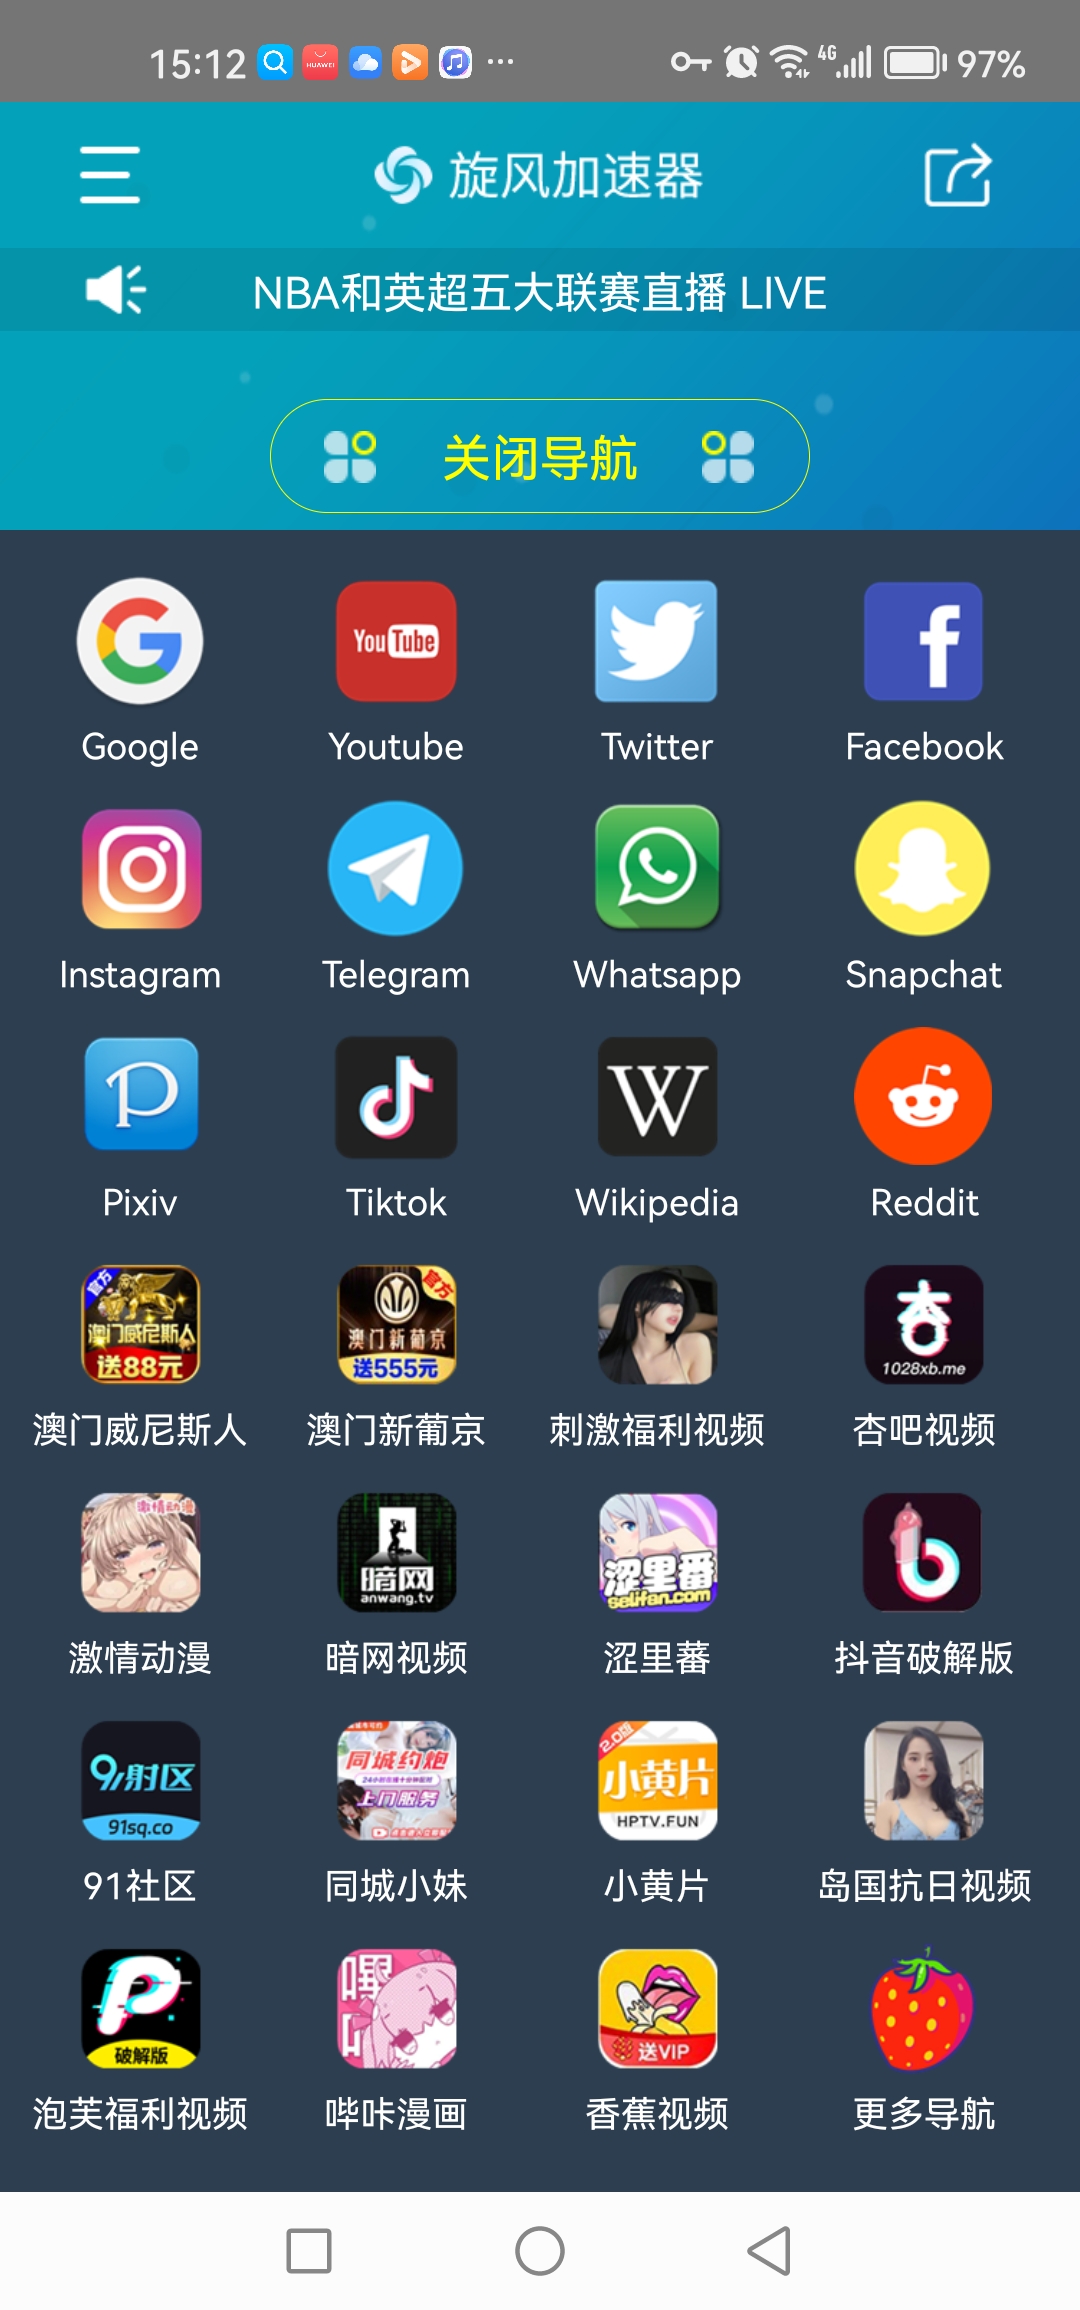 15:12
HUAWEI
4G
97%
旋风加速器
NBA和英超五大联赛直播 LIVE
关闭导航
You Tube
Google
Youtube
Twitter
Facebook
Instagram
Telegram
Whatsapp
Snapchat
W
Pixiv
Tiktok
Wikipedia
Reddit
官方
澳门威尼斯人
送88元
官方
澳门新葡京
送555元
杏
1028xb.me
澳门威尼斯人
澳门新葡京
刺激福利视频
杏吧视频
激情动漫
暗网
anwang.tv
涩里番
selifan.com
激情动漫
暗网视频
涩里蕃
抖音破解版
91射区
91sq.co
同城约炮
上门服务
2.0版
小黄片
HPTV.FUN
91社区
同城小妹
小黄片
岛国抗日视频
破解版
嗶咔
送VIP
泡芙福利视频
哔咔漫画
香蕉视频
更多导航